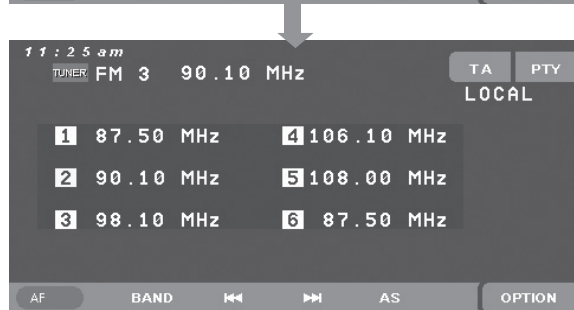 11:25am
TUNER FM 3 90.10 MHz
TA PTY
LOCAL
1 87.50 MHz 4 106.10 MHz
2 90.10 MHz 5 108.00 MHz
3 98.10 MHz 6 87.50 MHz
AF BAND ⏮ ⏭ AS OPTION